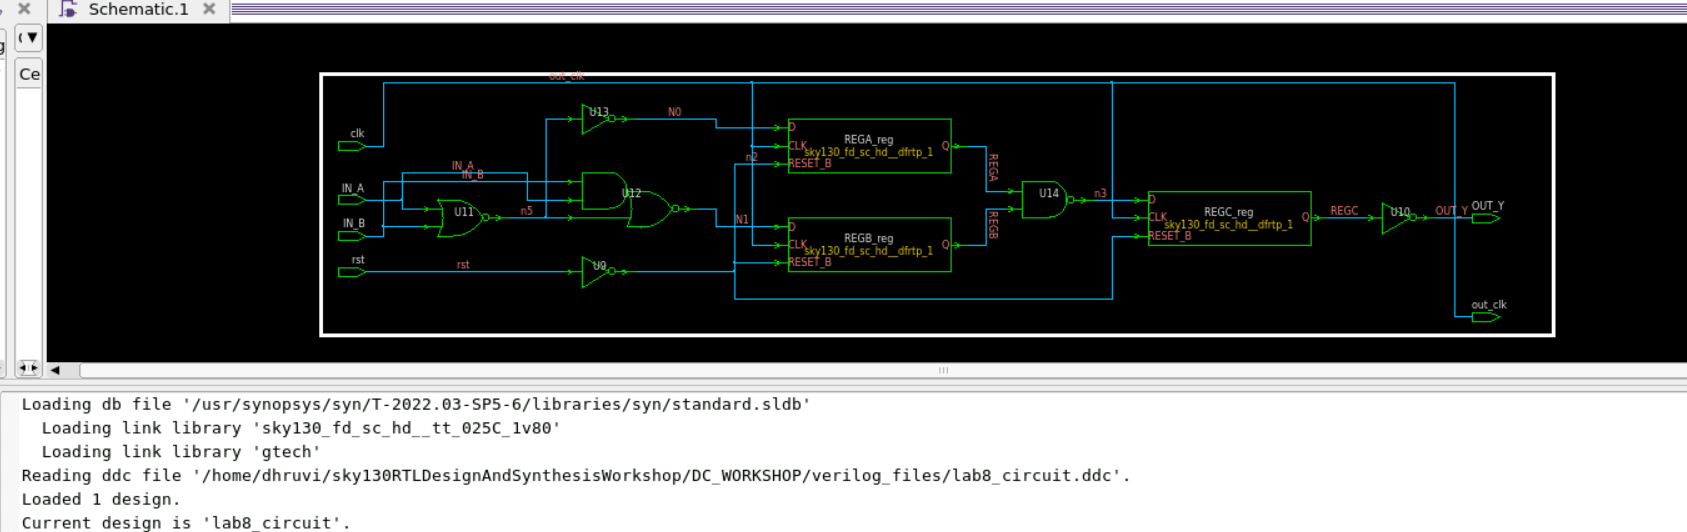 Schematic.1
Ce
out_clk
U13
N0
clk
D
REGA_reg
CLK
sky130_fd_sc_hd__dfrtp_1
Q
n2
RESET_B
IN_A
IN_B
REGA
IN_A
U12
U14
n3
D
REGC_reg
U11
n5
N1
CLK
sky130_fd_sc_hd__dfrtp_1
Q
REGC
U10
OUT_Y
OUT_Y
IN_B
D
REGB_reg
REGB
RESET_B
CLK
sky130_fd_sc_hd__dfrtp_1
Q
rst
rst
U9
RESET_B
out_clk
Loading db file '/usr/synopsys/syn/T-2022.03-SP5-6/libraries/syn/standard.sldb'
Loading link library 'sky130_fd_sc_hd__tt_025C_1v80'
Loading link library 'gtech'
Reading ddc file '/home/dhruvi/sky130RTLDesignAndSynthesisWorkshop/DC_WORKSHOP/verilog_files/lab8_circuit.ddc'.
Loaded 1 design.
Current design is 'lab8_circuit'.